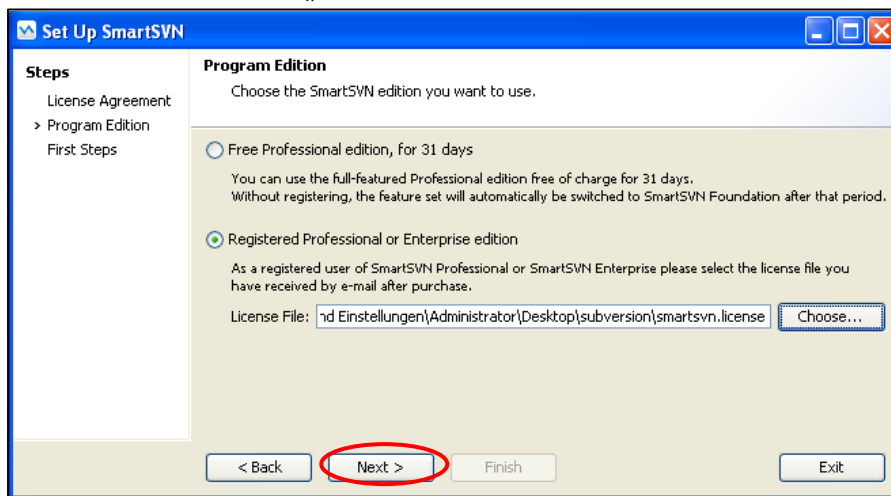 Set Up SmartSVN
Steps
License Agreement
> Program Edition
First Steps
Program Edition
Choose the SmartSVN edition you want to use.
Free Professional edition, for 31 days
You can use the full-featured Professional edition free of charge for 31 days.
Without registering, the feature set will automatically be switched to SmartSVN Foundation after that period.
Registered Professional or Enterprise edition
As a registered user of SmartSVN Professional or SmartSVN Enterprise please select the license file you
have received by e-mail after purchase.
License File: nd Einstellungen\Administrator\Desktop\subversion\smartsvn.license Choose...
< Back Next > Finish Exit